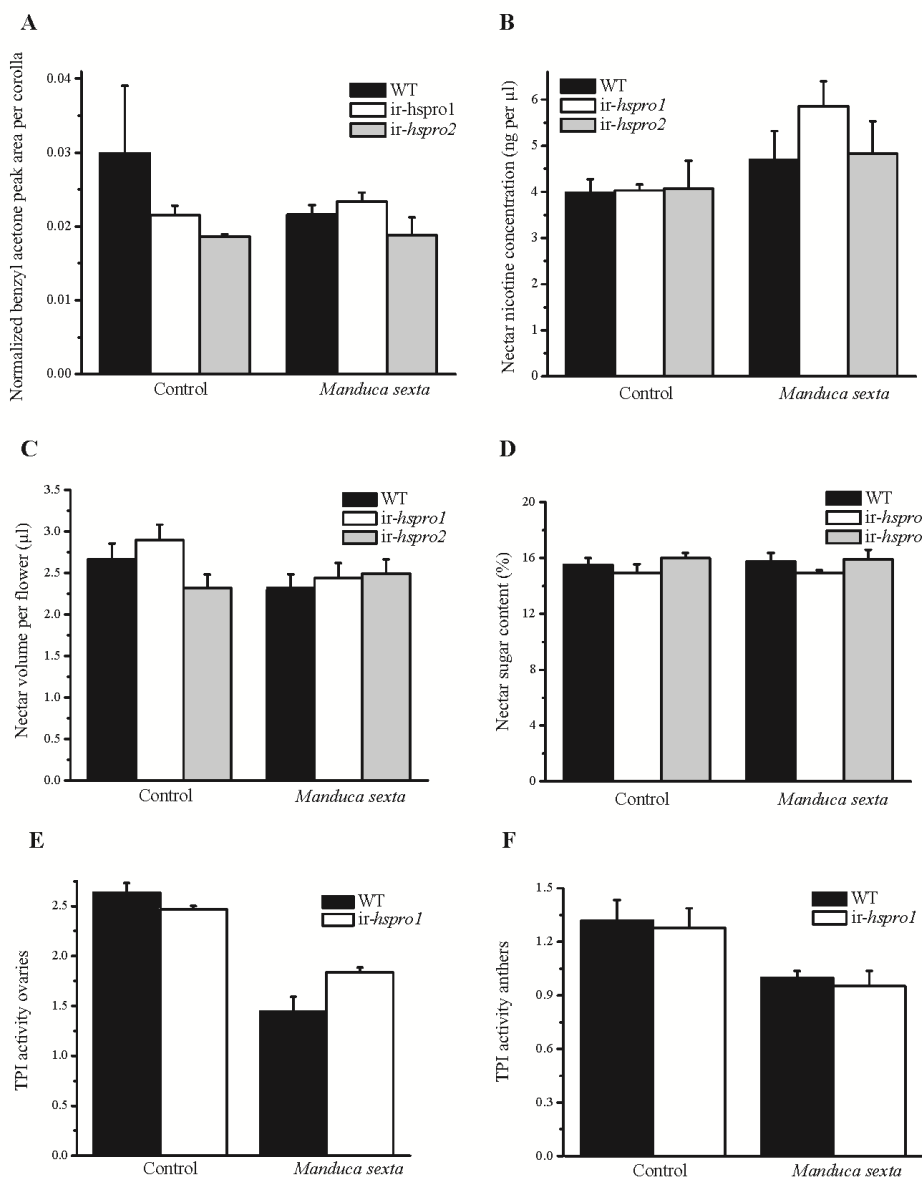 A
Normalized benzyl acetone peak area per corolla
0.04
0.03
0.02
0.01
0.00
WT
ir-hspro1
ir-hspro2
Control
Manduca sexta
B
Nectar nicotine concentration (ng per µl)
6
5
4
3
2
1
0
WT
ir-hspro1
ir-hspro2
Control
Manduca sexta
C
Nectar volume per flower (µl)
3.5
3.0
2.5
2.0
1.5
1.0
0.5
0.0
WT
ir-hspro1
ir-hspro2
Control
Manduca sexta
D
Nectar sugar content (%)
20
16
12
8
4
0
WT
ir-hspro
ir-hspro
Control
Manduca sexta
E
TPI activity ovaries
2.5
2.0
1.5
1.0
0.5
0.0
WT
ir-hspro1
Control
Manduca sexta
F
TPI activity anthers
1.5
1.2
0.9
0.6
0.3
0.0
WT
ir-hspro1
Control
Manduca sexta